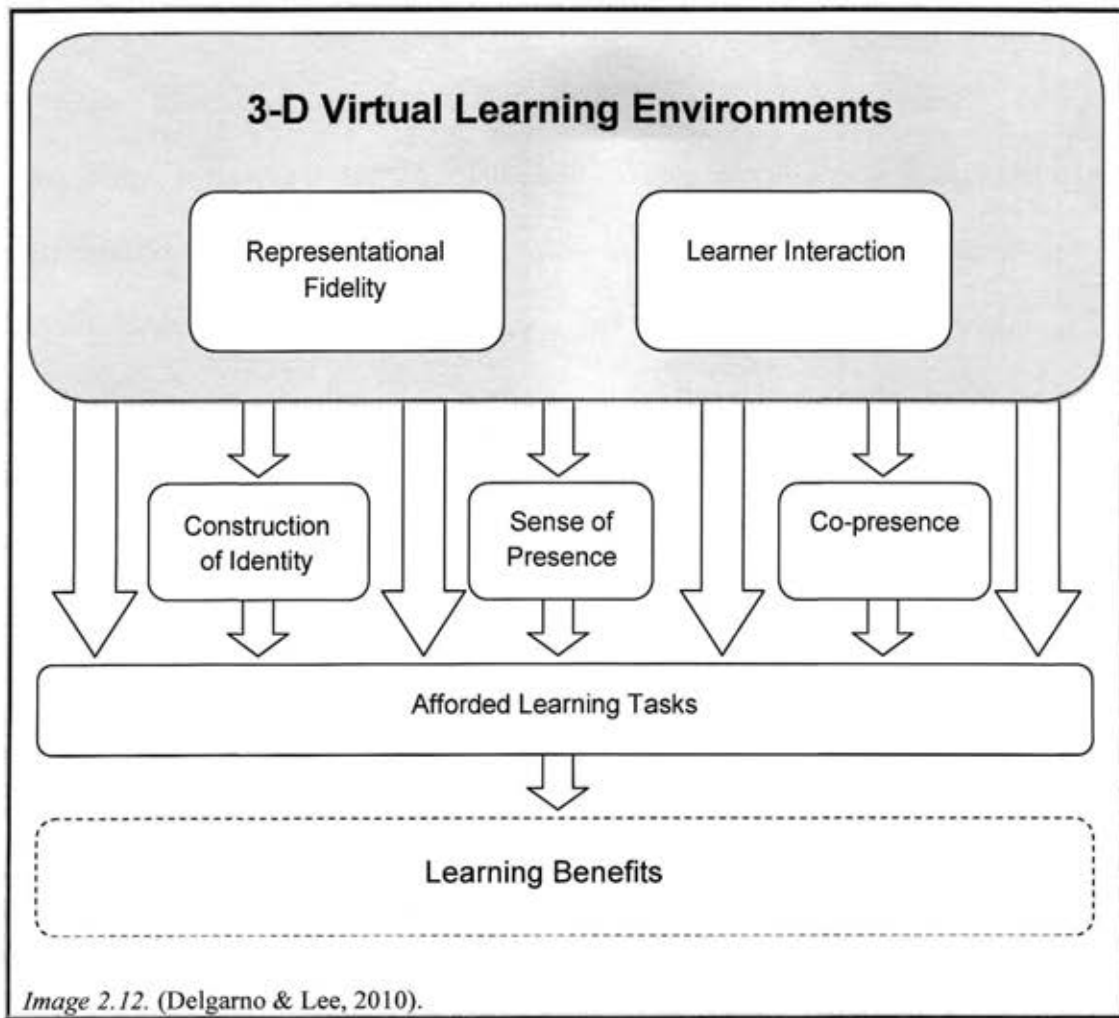 3-D Virtual Learning Environments
Representational
Fidelity
Learner Interaction
Construction
of Identity
Sense of
Presence
Co-presence
Afforded Learning Tasks
Learning Benefits
Image 2.12. (Delgarno & Lee, 2010).